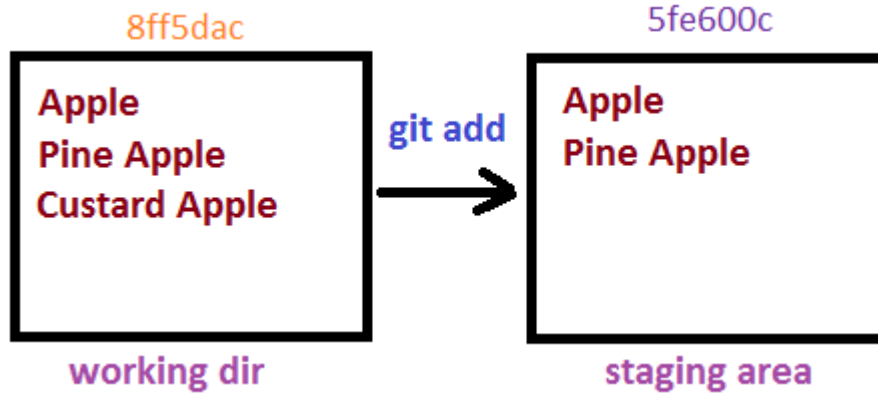 8ff5dac
Apple
Pine Apple
Custard Apple
working dir
git add
5fe600c
Apple
Pine Apple
staging area